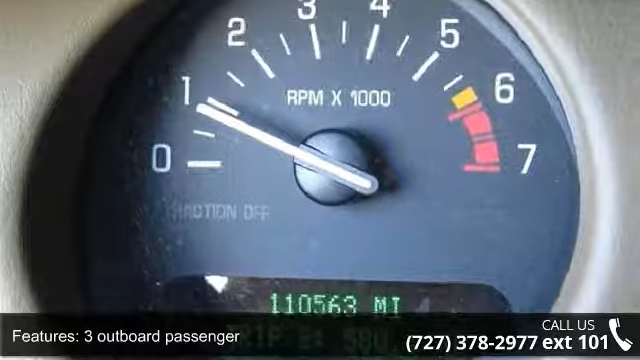 3 4
2 5
1 6
RPM X 1000
0 7
TRACTION OFF
110563 MI
CALL US
Features: 3 outboard passenger
(727) 378-2977 ext 101